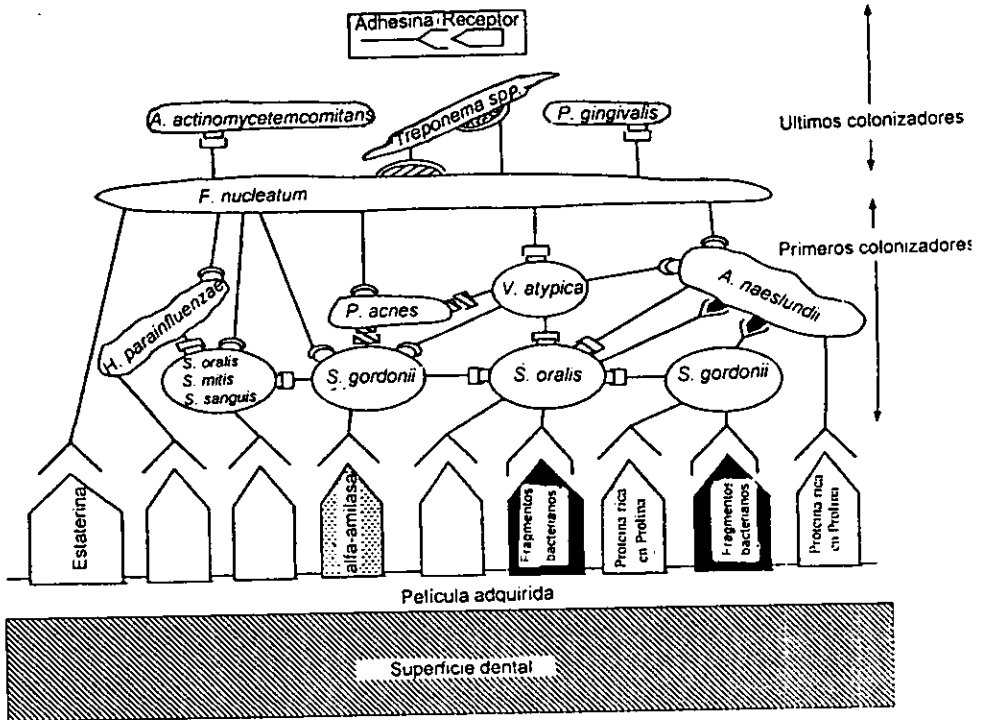 Adhesina Receptor
A. actinomycetemcomitans
Treponema spp.
P. gingivalis
Ultimos colonizadores
F. nucleatum
Primeros colonizadores
H. parainfluenzae
P. acnes
V. atypica
A. naeslundii
S. oralis
S. mitis
S. sanguis
S. gordonii
S. oralis
S. gordonii
Estaterina
alfa-amilasa
Fragmentos
bacterianos
Proteina rica
en Prolina
Fragmentos
bacterianos
Proteina rica
en Prolina
Película adquirida
Superficie dental